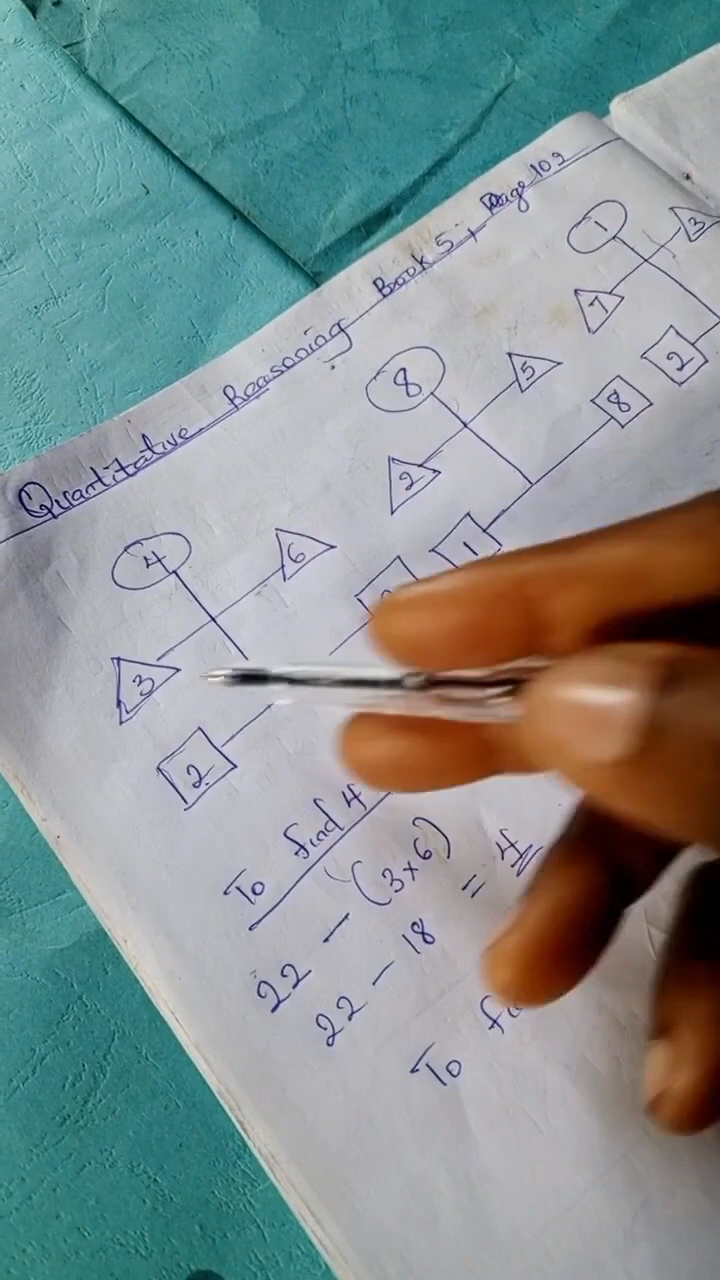 Quantitative Reasoning Book 5, Page 102
4 6 3 2
8 5 2 1 8
1 3 7 2
To find 4
22 - (3×6)
22 - 18 = 4
To